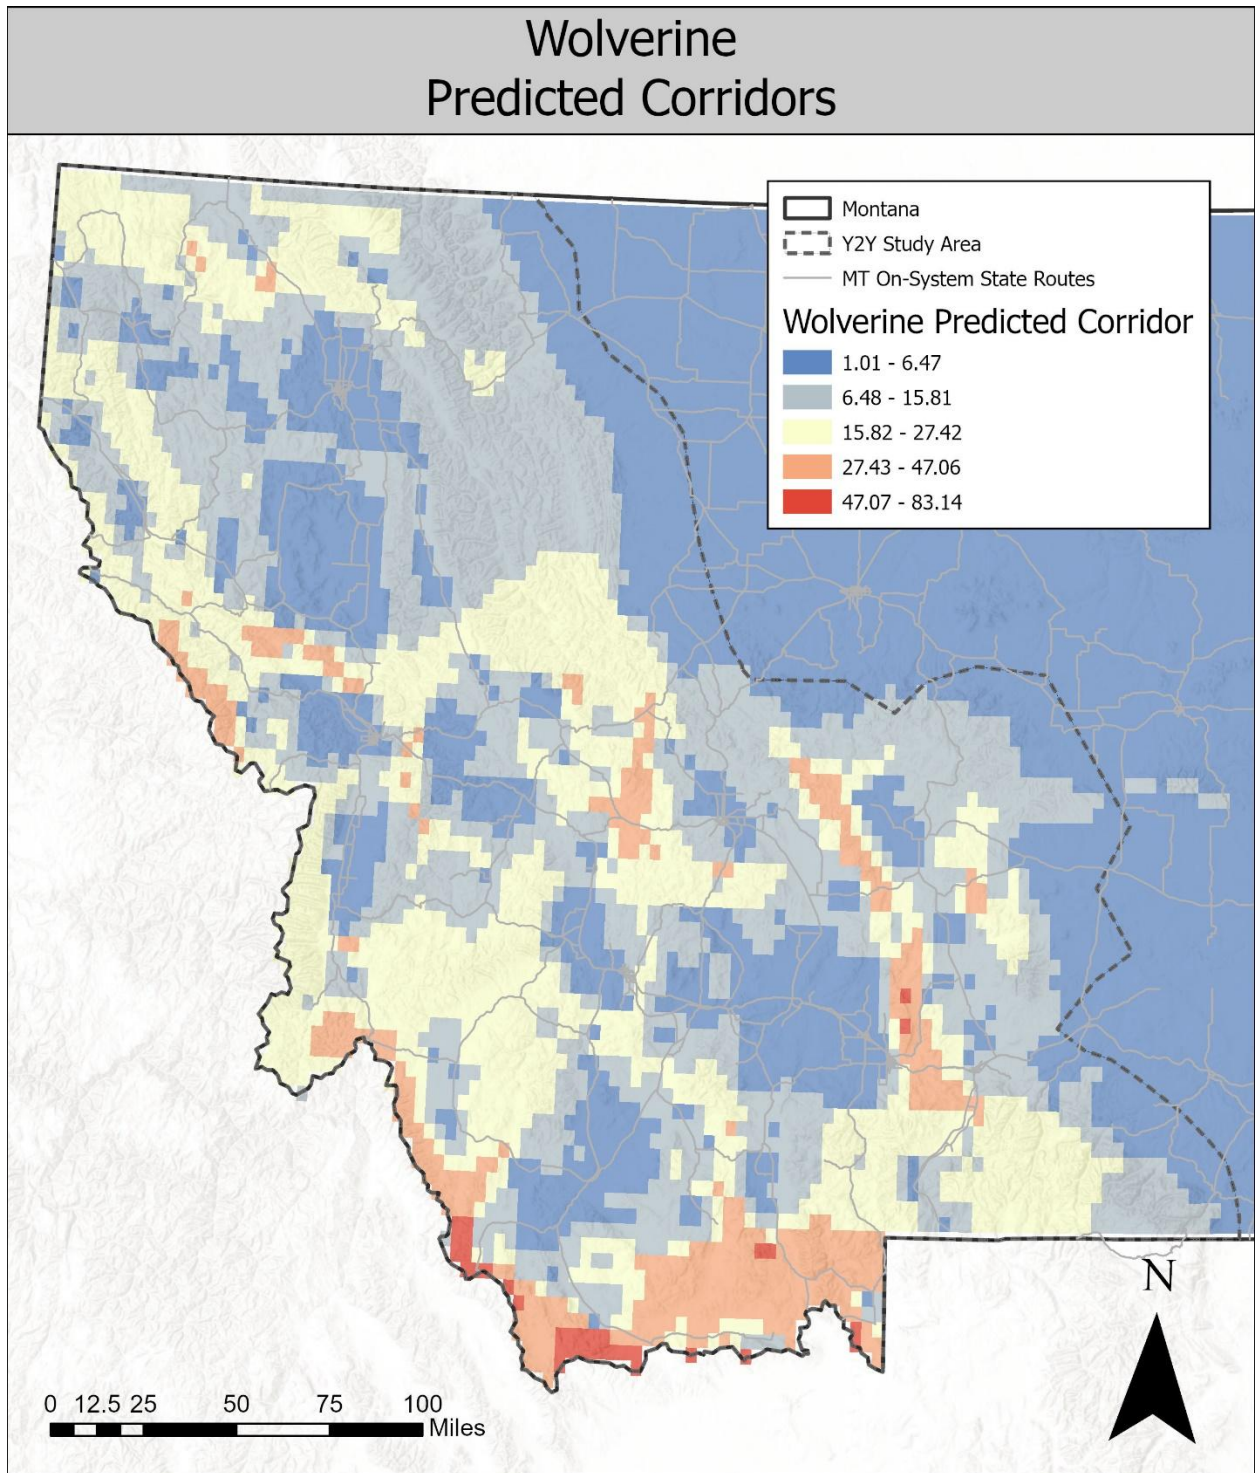 Wolverine
Predicted Corridors
Montana
Y2Y Study Area
MT On-System State Routes
Wolverine Predicted Corridor
1.01 - 6.47
6.48 - 15.81
15.82 - 27.42
27.43 - 47.06
47.07 - 83.14
N
0 12.5 25 50 75 100
Miles